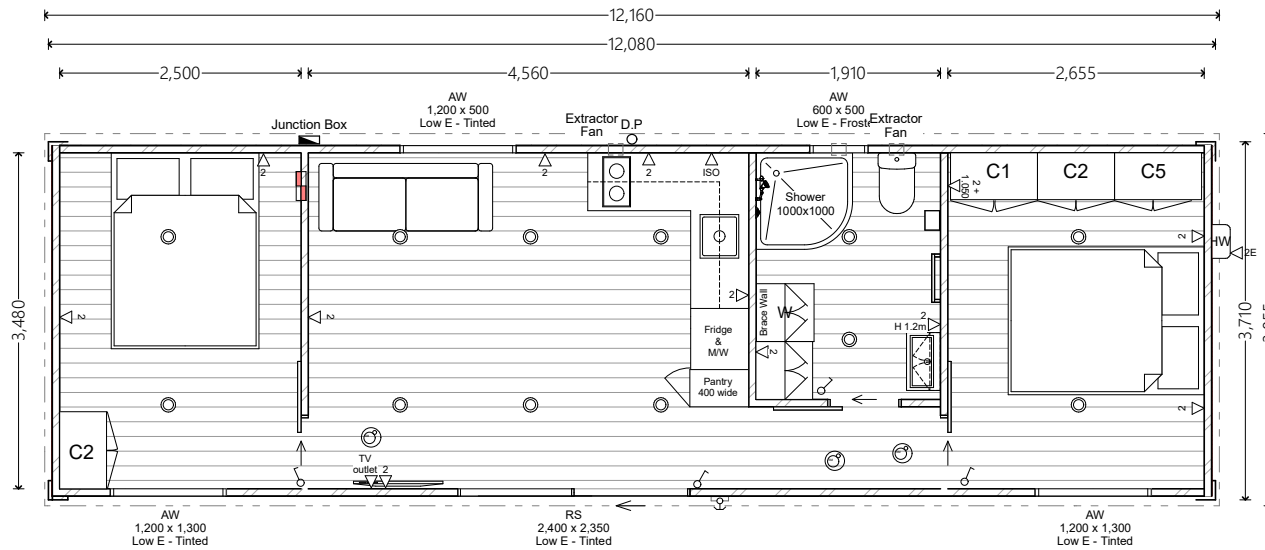 12,160
12,080
2,500
4,560
1,910
2,655
AW
1,200 x 500
Low E - Tinted
AW
600 x 500
Low E - Froste
Junction Box
Extractor
Fan
D.P
Extractor
Fan
2
2
2
ISO
Shower
1000x1000
2 +
1,050
C1
C2
C5
2
HW
2E
3,480
2
2
2
Brace Wall
W
2
H 1.2m
Fridge
&
M/W
2
Pantry
400 wide
3,710
2
C2
TV
outlet
2
AW
1,200 x 1,300
Low E - Tinted
RS
2,400 x 2,350
Low E - Tinted
AW
1,200 x 1,300
Low E - Tinted